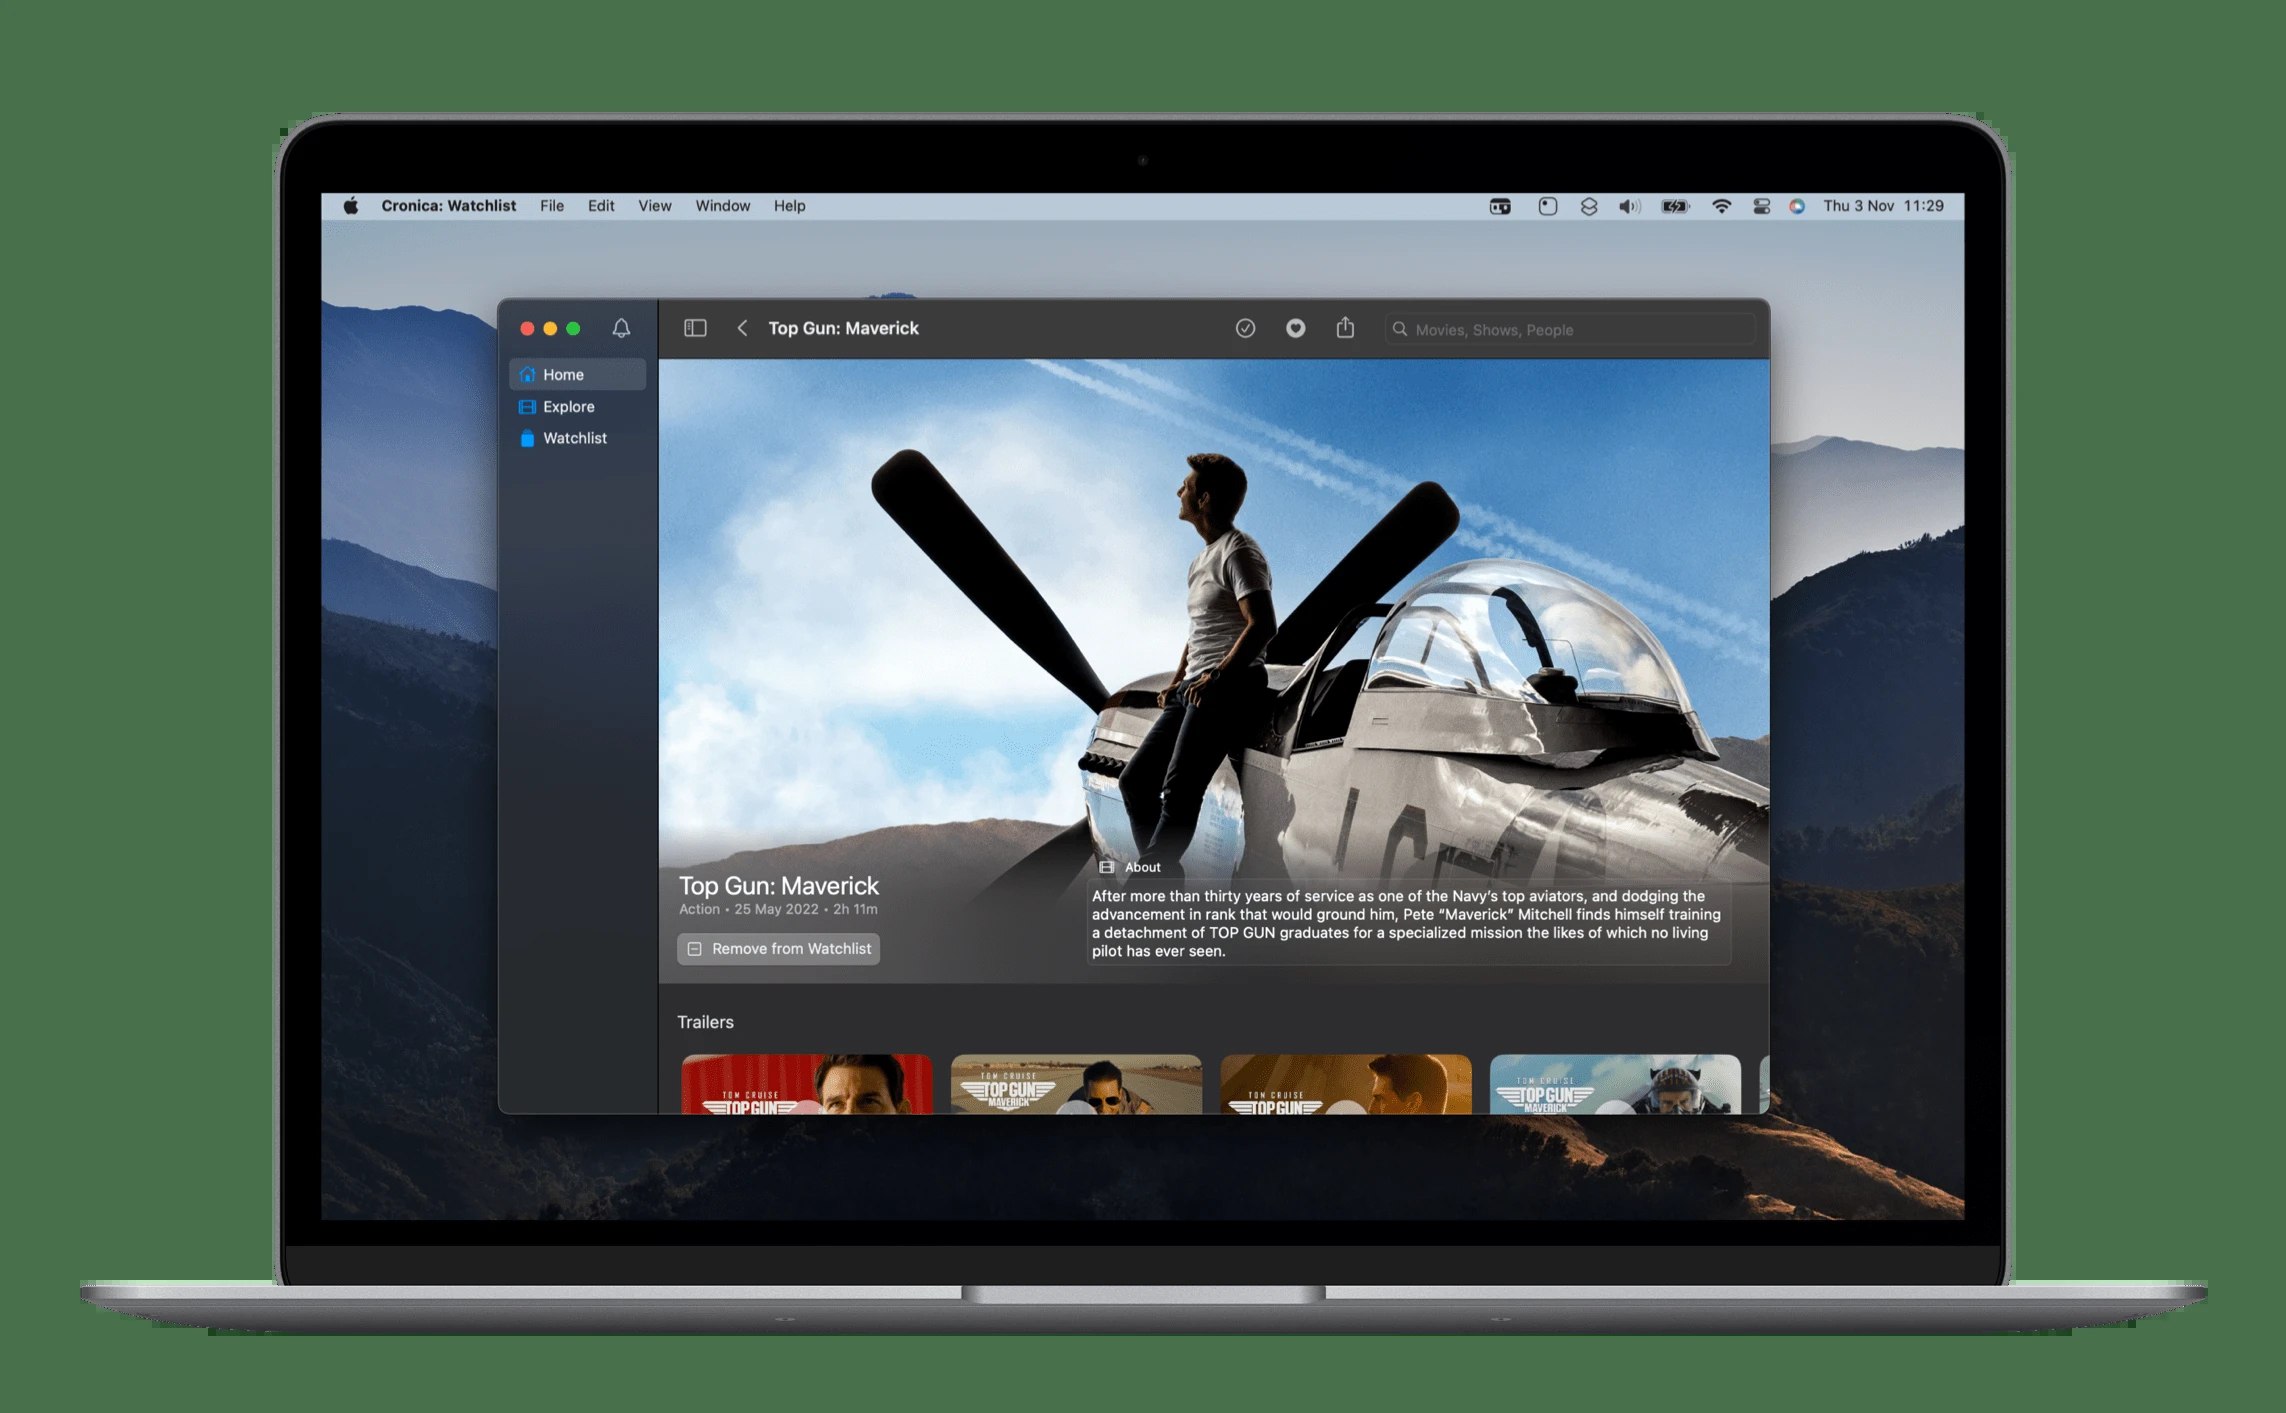 Cronica: Watchlist File Edit View Window Help Thu 3 Nov 11:29
Top Gun: Maverick Movies, Shows, People
Home
Explore
Watchlist
Top Gun: Maverick
Action • 25 May 2022 • 2h 11m
Remove from Watchlist
About
After more than thirty years of service as one of the Navy’s top aviators, and dodging the
advancement in rank that would ground him, Pete “Maverick” Mitchell finds himself training
a detachment of TOP GUN graduates for a specialized mission the likes of which no living
pilot has ever seen.
Trailers
TOM CRUISE
TOP GUN
TOM CRUISE
TOP GUN
MAVERICK
TOM CRUISE
TOP GUN
TOM CRUISE
TOP GUN
MAVERICK